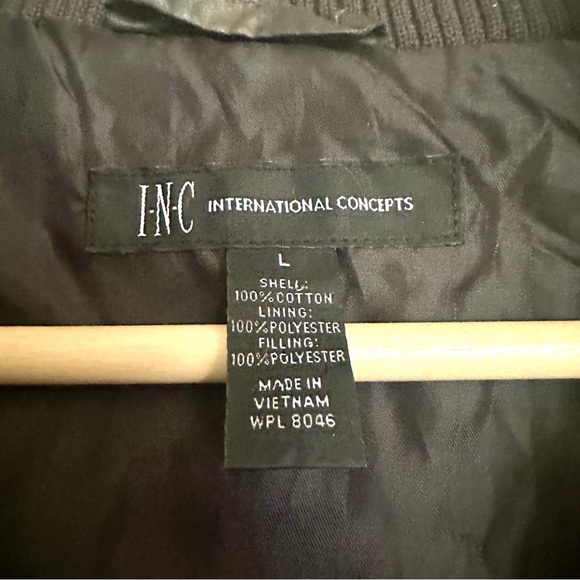 I·N·C INTERNATIONAL CONCEPTS
L
SHELL:
100%COTTON
LINING:
100%POLYESTER
FILLING:
100%POLYESTER
MADE IN
VIETNAM
WPL 8046